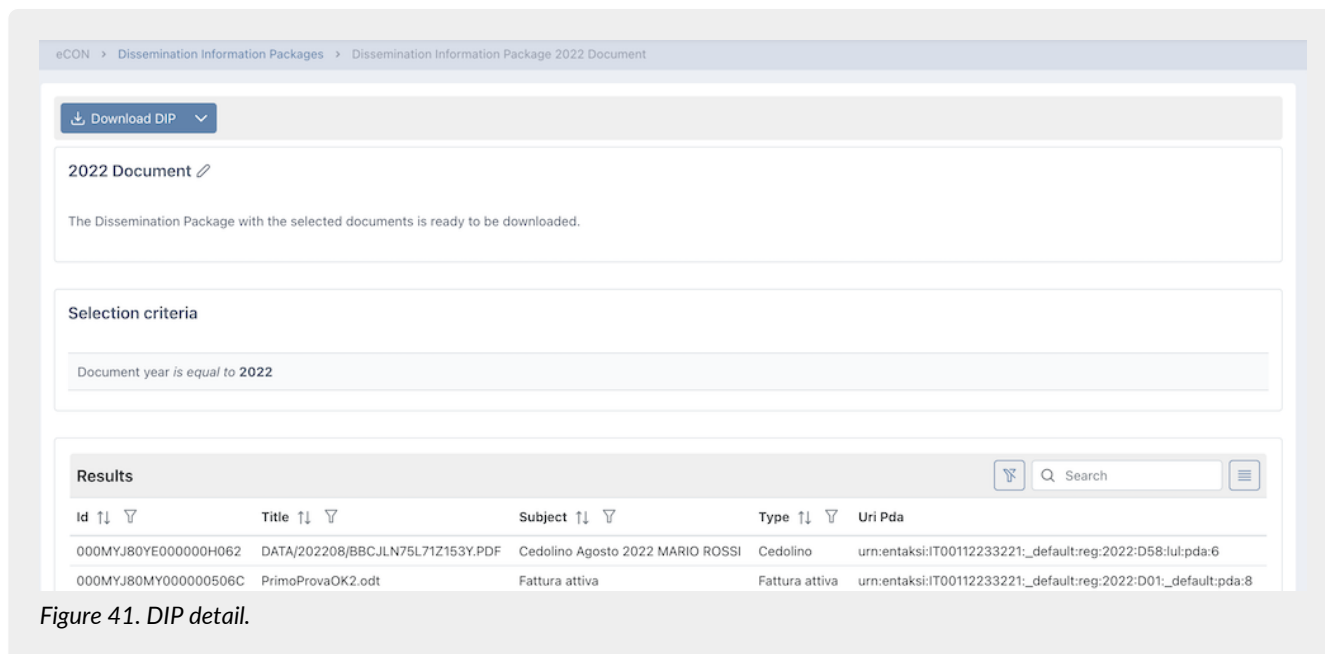 eCON > Dissemination Information Packages > Dissemination Information Package 2022 Document
Download DIP
2022 Document
The Dissemination Package with the selected documents is ready to be downloaded.
Selection criteria
Document year is equal to 2022
Results Search
Id Title Subject Type Uri Pda
000MYJ80YE000000H062 DATA/202208/BBCJLN75L71Z153Y.PDF Cedolino Agosto 2022 MARIO ROSSI Cedolino urn:entaksi:IT00112233221:_default:reg:2022:D58:lul:pda:6
000MYJ80MY000000506C PrimoProvaOK2.odt Fattura attiva Fattura attiva urn:entaksi:IT00112233221:_default:reg:2022:D01:_default:pda:8
Figure 41. DIP detail.